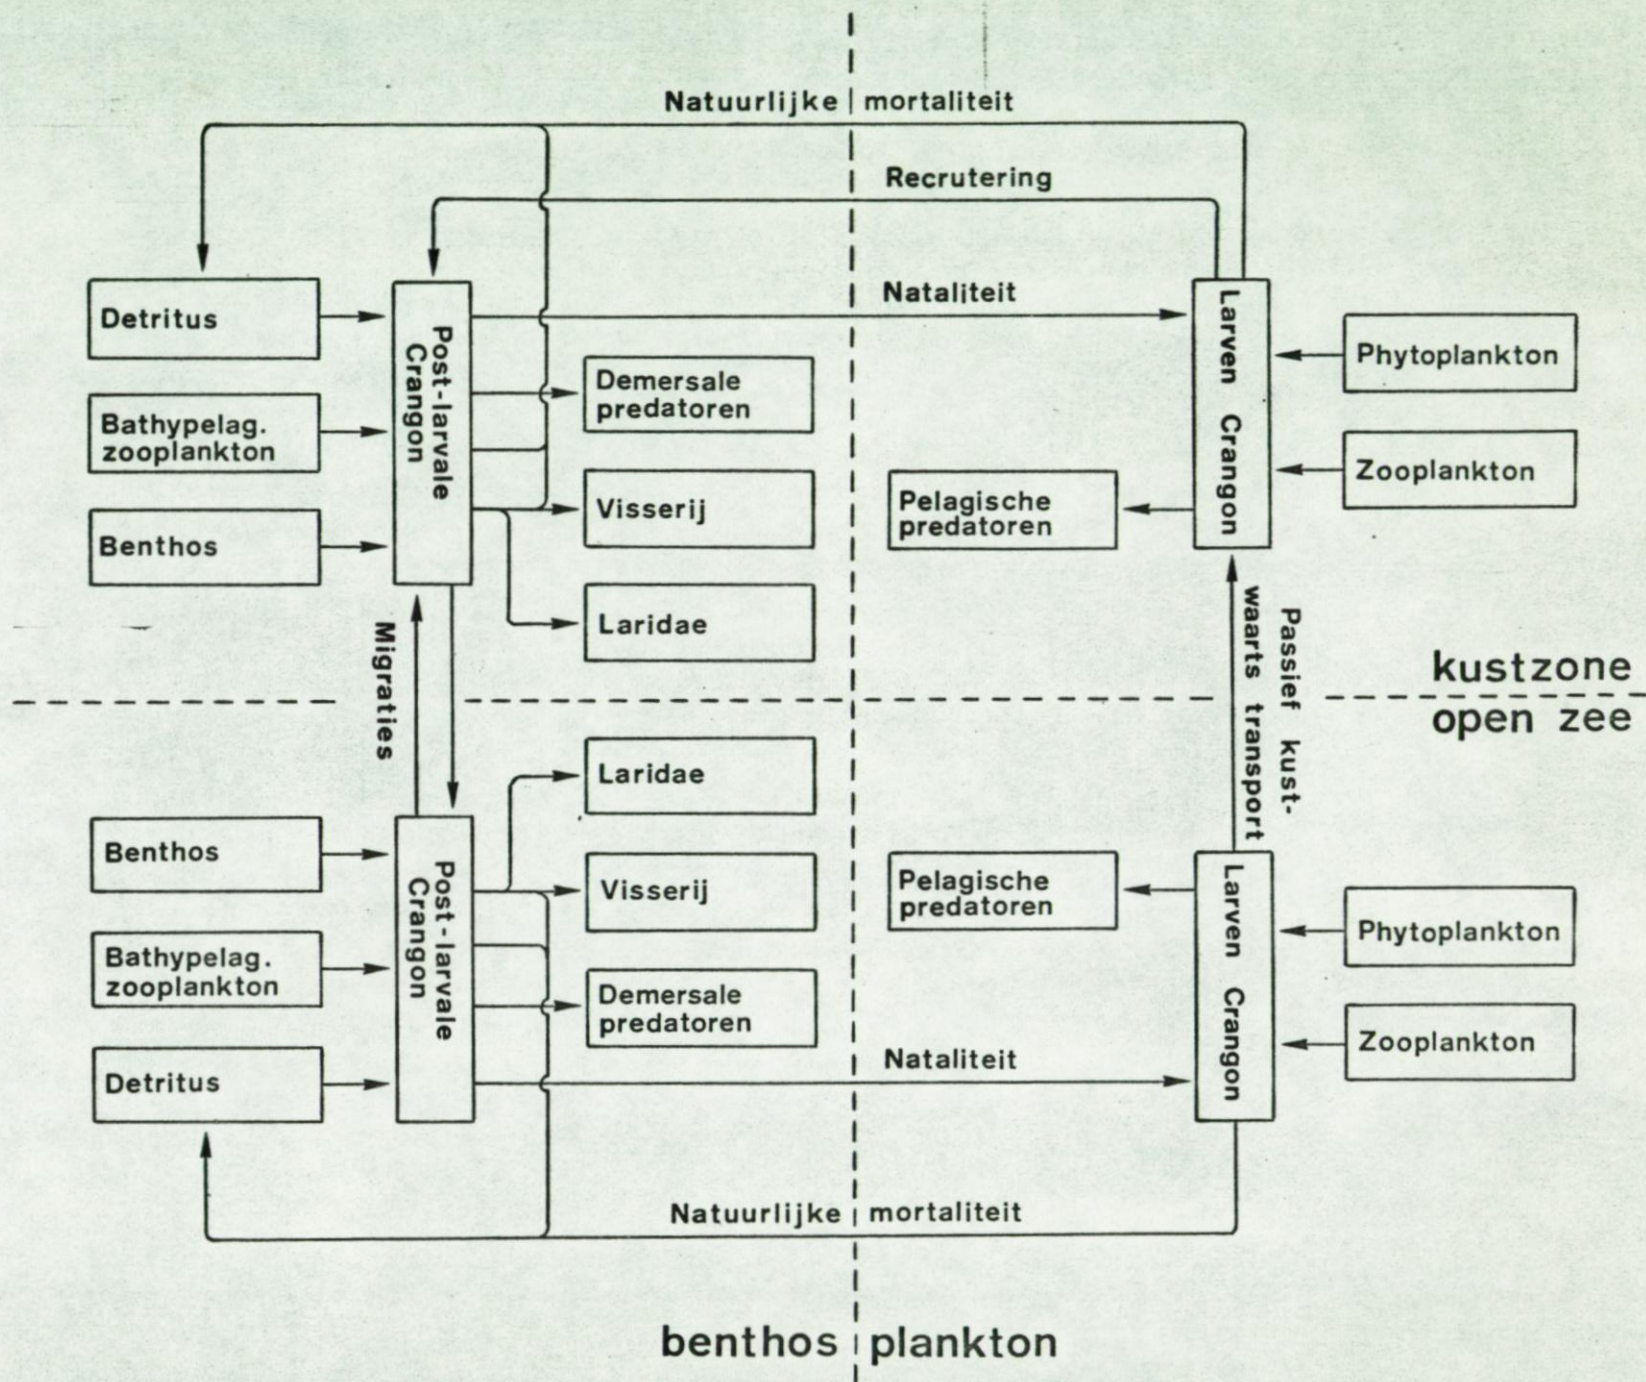 Natuurlijke mortaliteit
Recrutering
Nataliteit
Detritus
Bathypelag.
zooplankton
Benthos
Post-larvale
Crangon
Demersale
predatoren
Visserij
Laridae
Pelagische
predatoren
Larven Crangon
Phytoplankton
Zooplankton
Migraties
Passief kust-
waarts transport
kustzone
open zee
Benthos
Bathypelag.
zooplankton
Detritus
Post-larvale
Crangon
Laridae
Visserij
Demersale
predatoren
Pelagische
predatoren
Larven Crangon
Phytoplankton
Zooplankton
Nataliteit
Natuurlijke mortaliteit
benthos plankton